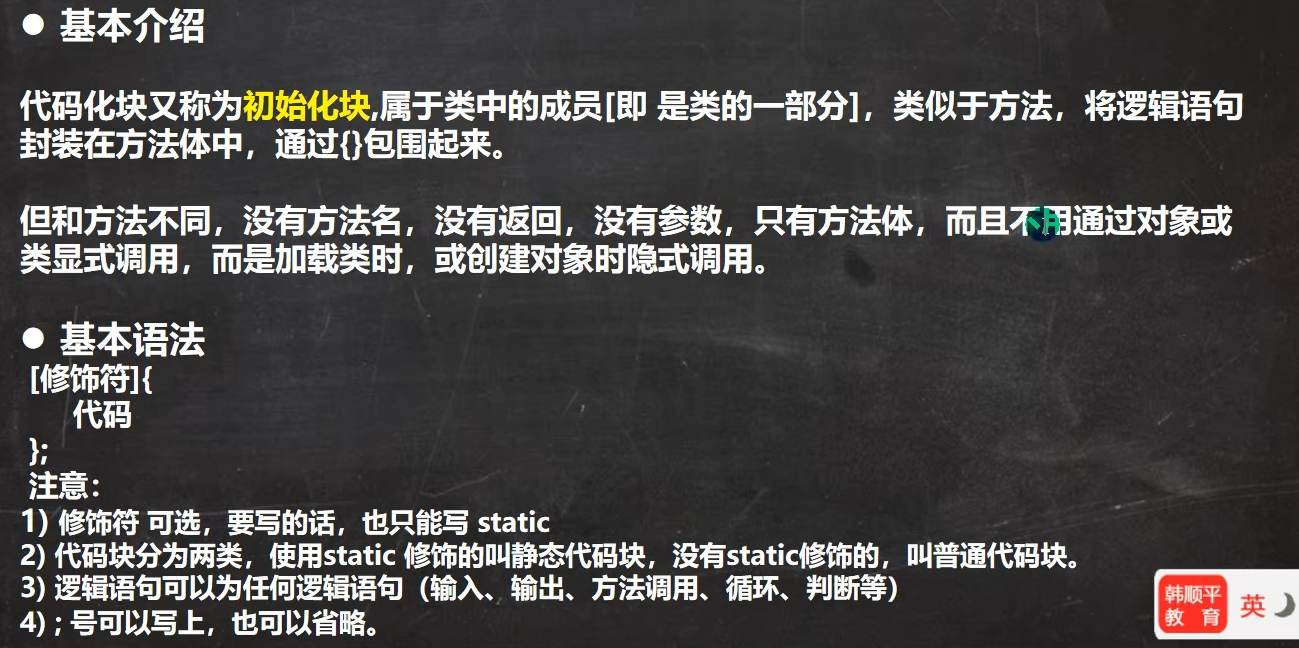 ● 基本介绍
代码化块又称为初始化块,属于类中的成员[即 是类的一部分]，类似于方法，将逻辑语句
封装在方法体中，通过{}包围起来。
但和方法不同，没有方法名，没有返回，没有参数，只有方法体，而且不用通过对象或
类显式调用，而是加载类时，或创建对象时隐式调用。
● 基本语法
[修饰符]{
代码
};
注意：
1) 修饰符 可选，要写的话，也只能写 static
2) 代码块分为两类，使用static 修饰的叫静态代码块，没有static修饰的，叫普通代码块。
3) 逻辑语句可以为任何逻辑语句（输入、输出、方法调用、循环、判断等）
4) ; 号可以写上，也可以省略。
韩顺平
教 育
英